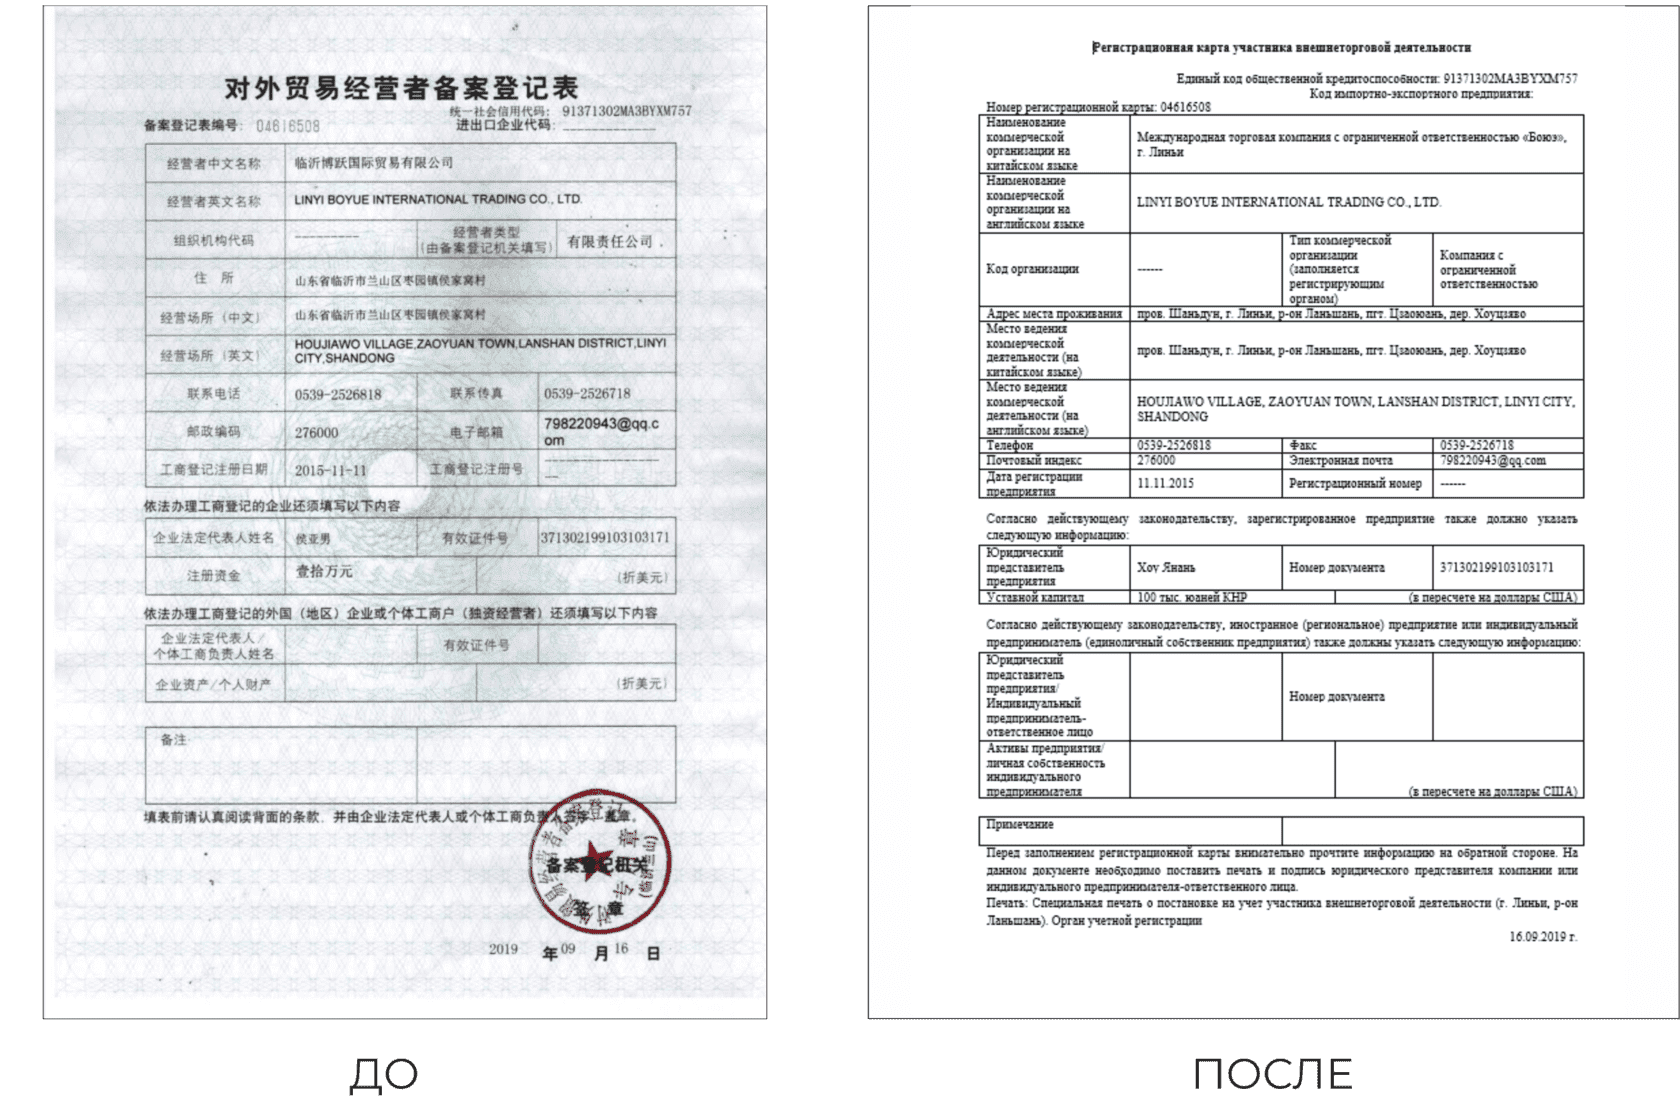 对外贸易经营者备案登记表
统一社会信用代码: 91371302MA3BYXM757
备案登记表编号: 04616508
进出口企业代码: _____________
经营者中文名称 临沂博跃国际贸易有限公司
经营者英文名称 LINYI BOYUE INTERNATIONAL TRADING CO., LTD.
组织机构代码 --------- 经营者类型 (由备案登记机关填写) 有限责任公司
住 所 山东省临沂市兰山区枣园镇侯家窝村
经营场所 (中文) 山东省临沂市兰山区枣园镇侯家窝村
经营场所 (英文) HOUJIAWO VILLAGE,ZAOYUAN TOWN,LANSHAN DISTRICT,LINYI
CITY,SHANDONG
联系电话 0539-2526818 联系传真 0539-2526718
邮政编码 276000 电子邮箱 798220943@qq.c
om
工商登记注册日期 2015-11-11 工商登记注册号 ------------------
依法办理工商登记的企业还须填写以下内容
企业法定代表人姓名 侯亚男 有效证件号 371302199103103171
注册资金 壹拾万元 (折美元)
依法办理工商登记的外国 (地区) 企业或个体工商户 (独资经营者) 还须填写以下内容
企业法定代表人/
个体工商负责人姓名 有效证件号
企业资产/个人财产 (折美元)
备注:
填表前请认真阅读背面的条款, 并由企业法定代表人或个体工商负责人签字、盖章。
备案登记机关
签 章
2019 年 09 月 16 日
ДО
Регистрационная карта участника внешнеторговой деятельности
Единый код общественной кредитоспособности: 91371302MA3BYXM757
Код импортно-экспортного предприятия:
Номер регистрационной карты: 04616508
Наименование
коммерческой
организации на
китайском языке
Международная торговая компания с ограниченной ответственностью «Боюэ»,
г. Линьи
Наименование
коммерческой
организации на
английском языке
LINYI BOYUE INTERNATIONAL TRADING CO., LTD.
Код организации ------
Тип коммерческой
организации
(заполняется
регистрирующим
органом)
Компания с
ограниченной
ответственностью
Адрес места проживания пров. Шаньдун, г. Линьи, р-он Ланьшань, пгт. Цзаоюань, дер. Хоуцзяво
Место ведения
коммерческой
деятельности (на
китайском языке)
пров. Шаньдун, г. Линьи, р-он Ланьшань, пгт. Цзаоюань, дер. Хоуцзяво
Место ведения
коммерческой
деятельности (на
английском языке)
HOUJIAWO VILLAGE, ZAOYUAN TOWN, LANSHAN DISTRICT, LINYI CITY,
SHANDONG
Телефон 0539-2526818 Факс 0539-2526718
Почтовый индекс 276000 Электронная почта 798220943@qq.com
Дата регистрации
предприятия
11.11.2015 Регистрационный номер ------
Согласно действующему законодательству, зарегистрированное предприятие также должно указать
следующую информацию:
Юридический
представитель
предприятия
Хоу Янань Номер документа 371302199103103171
Уставной капитал 100 тыс. юаней КНР (в пересчете на доллары США)
Согласно действующему законодательству, иностранное (региональное) предприятие или индивидуальный
предприниматель (единоличный собственник предприятия) также должны указать следующую информацию:
Юридический
представитель
предприятия/
Индивидуальный
предприниматель-
ответственное лицо
Номер документа
Активы предприятия/
личная собственность
индивидуального
предпринимателя
(в пересчете на доллары США)
Примечание
Перед заполнением регистрационной карты внимательно прочтите информацию на обратной стороне. На
данном документе необходимо поставить печать и подпись юридического представителя компании или
индивидуального предпринимателя-ответственного лица.
Печать: Специальная печать о постановке на учет участника внешнеторговой деятельности (г. Линьи, р-он
Ланьшань). Орган учетной регистрации
16.09.2019 г.
ПОСЛЕ